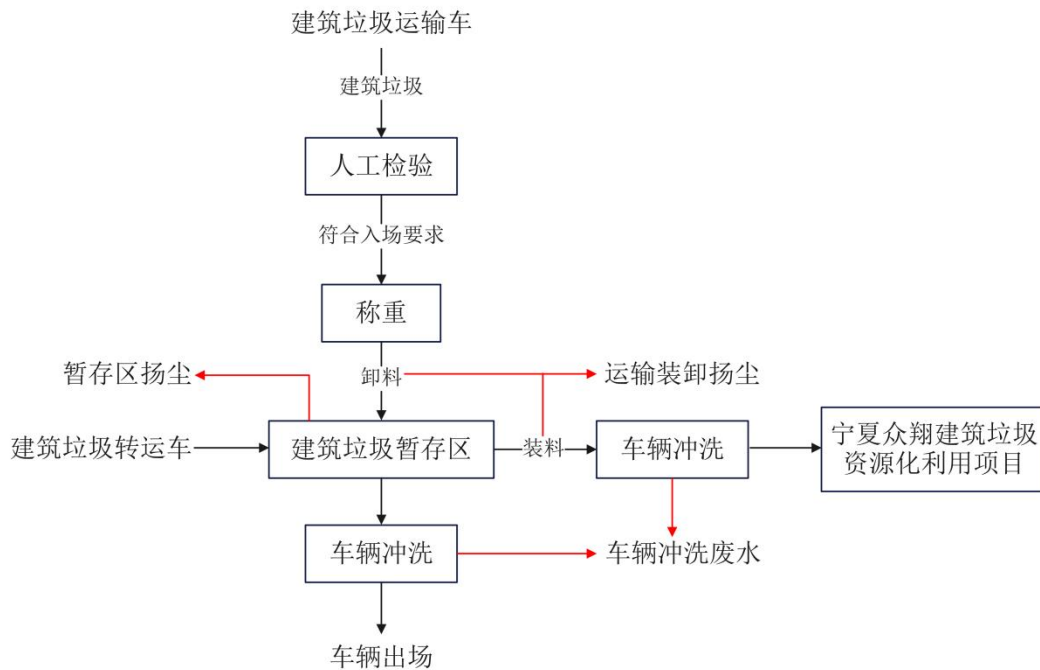 建筑垃圾运输车
建筑垃圾
人工检验
符合入场要求
称重
暂存区扬尘
卸料
运输装卸扬尘
建筑垃圾转运车
建筑垃圾暂存区
装料
车辆冲洗
宁夏众翔建筑垃圾
资源化利用项目
车辆冲洗
车辆冲洗废水
车辆出场